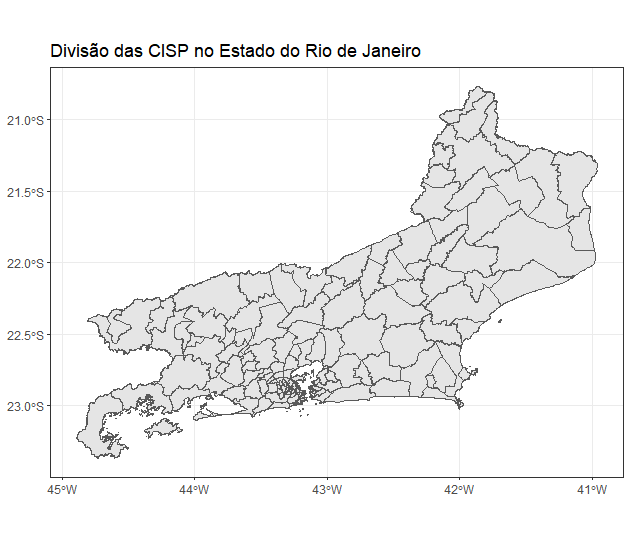 Divisão das CISP no Estado do Rio de Janeiro
21.0°S
21.5°S
22.0°S
22.5°S
23.0°S
45°W 44°W 43°W 42°W 41°W